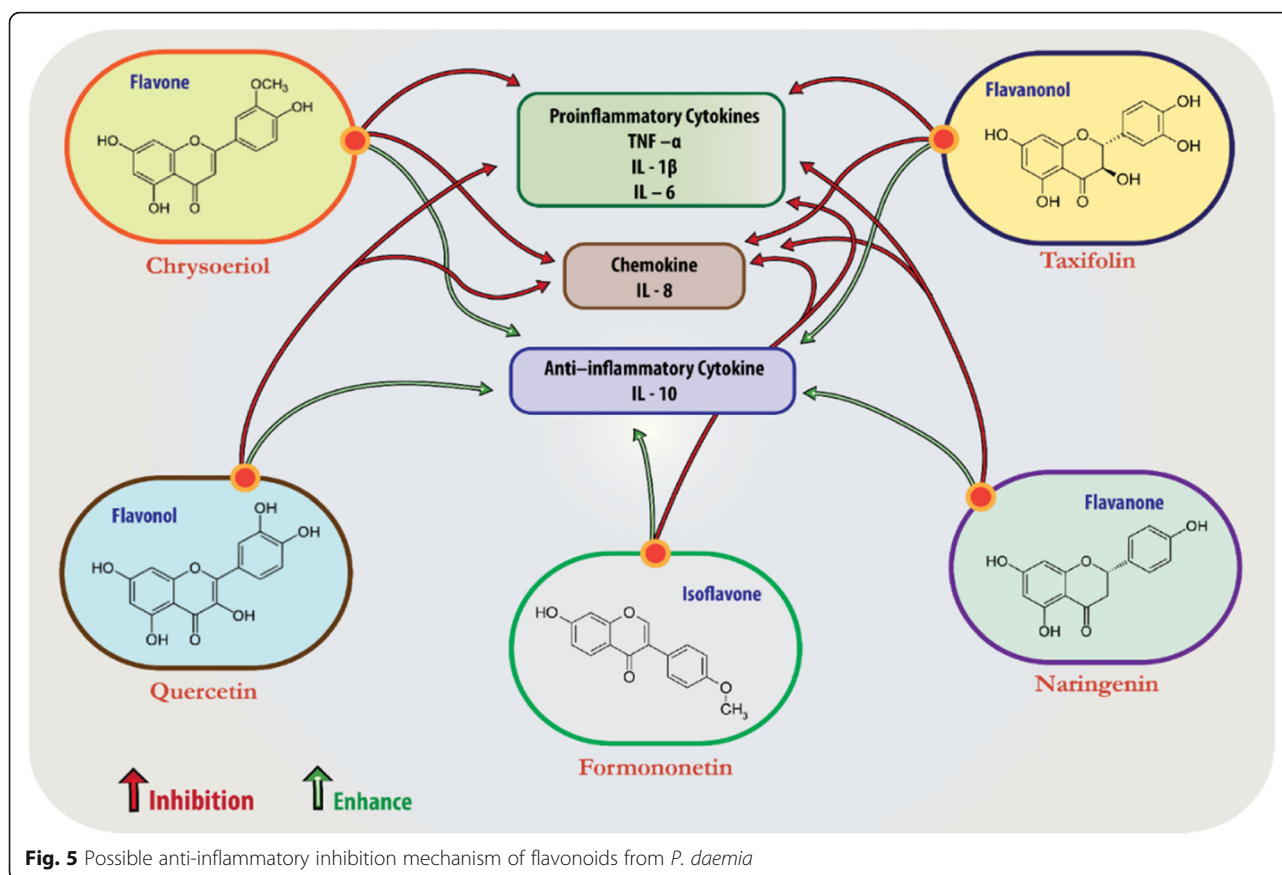 Flavone
OCH3
OH
HO
O
OH
O
Chrysoeriol
Proinflammatory Cytokines
TNF –α
IL - 1β
IL – 6
Chemokine
IL - 8
Anti–inflammatory Cytokine
IL - 10
Flavanonol
OH
OH
HO
O
OH
OH
O
Taxifolin
Flavonol
OH
OH
HO
O
OH
OH
O
Quercetin
Isoflavone
HO
O
O
O
CH3
Formononetin
Flavanone
OH
HO
O
OH
O
Naringenin
Inhibition
Enhance
Fig. 5 Possible anti-inflammatory inhibition mechanism of flavonoids from P. daemia